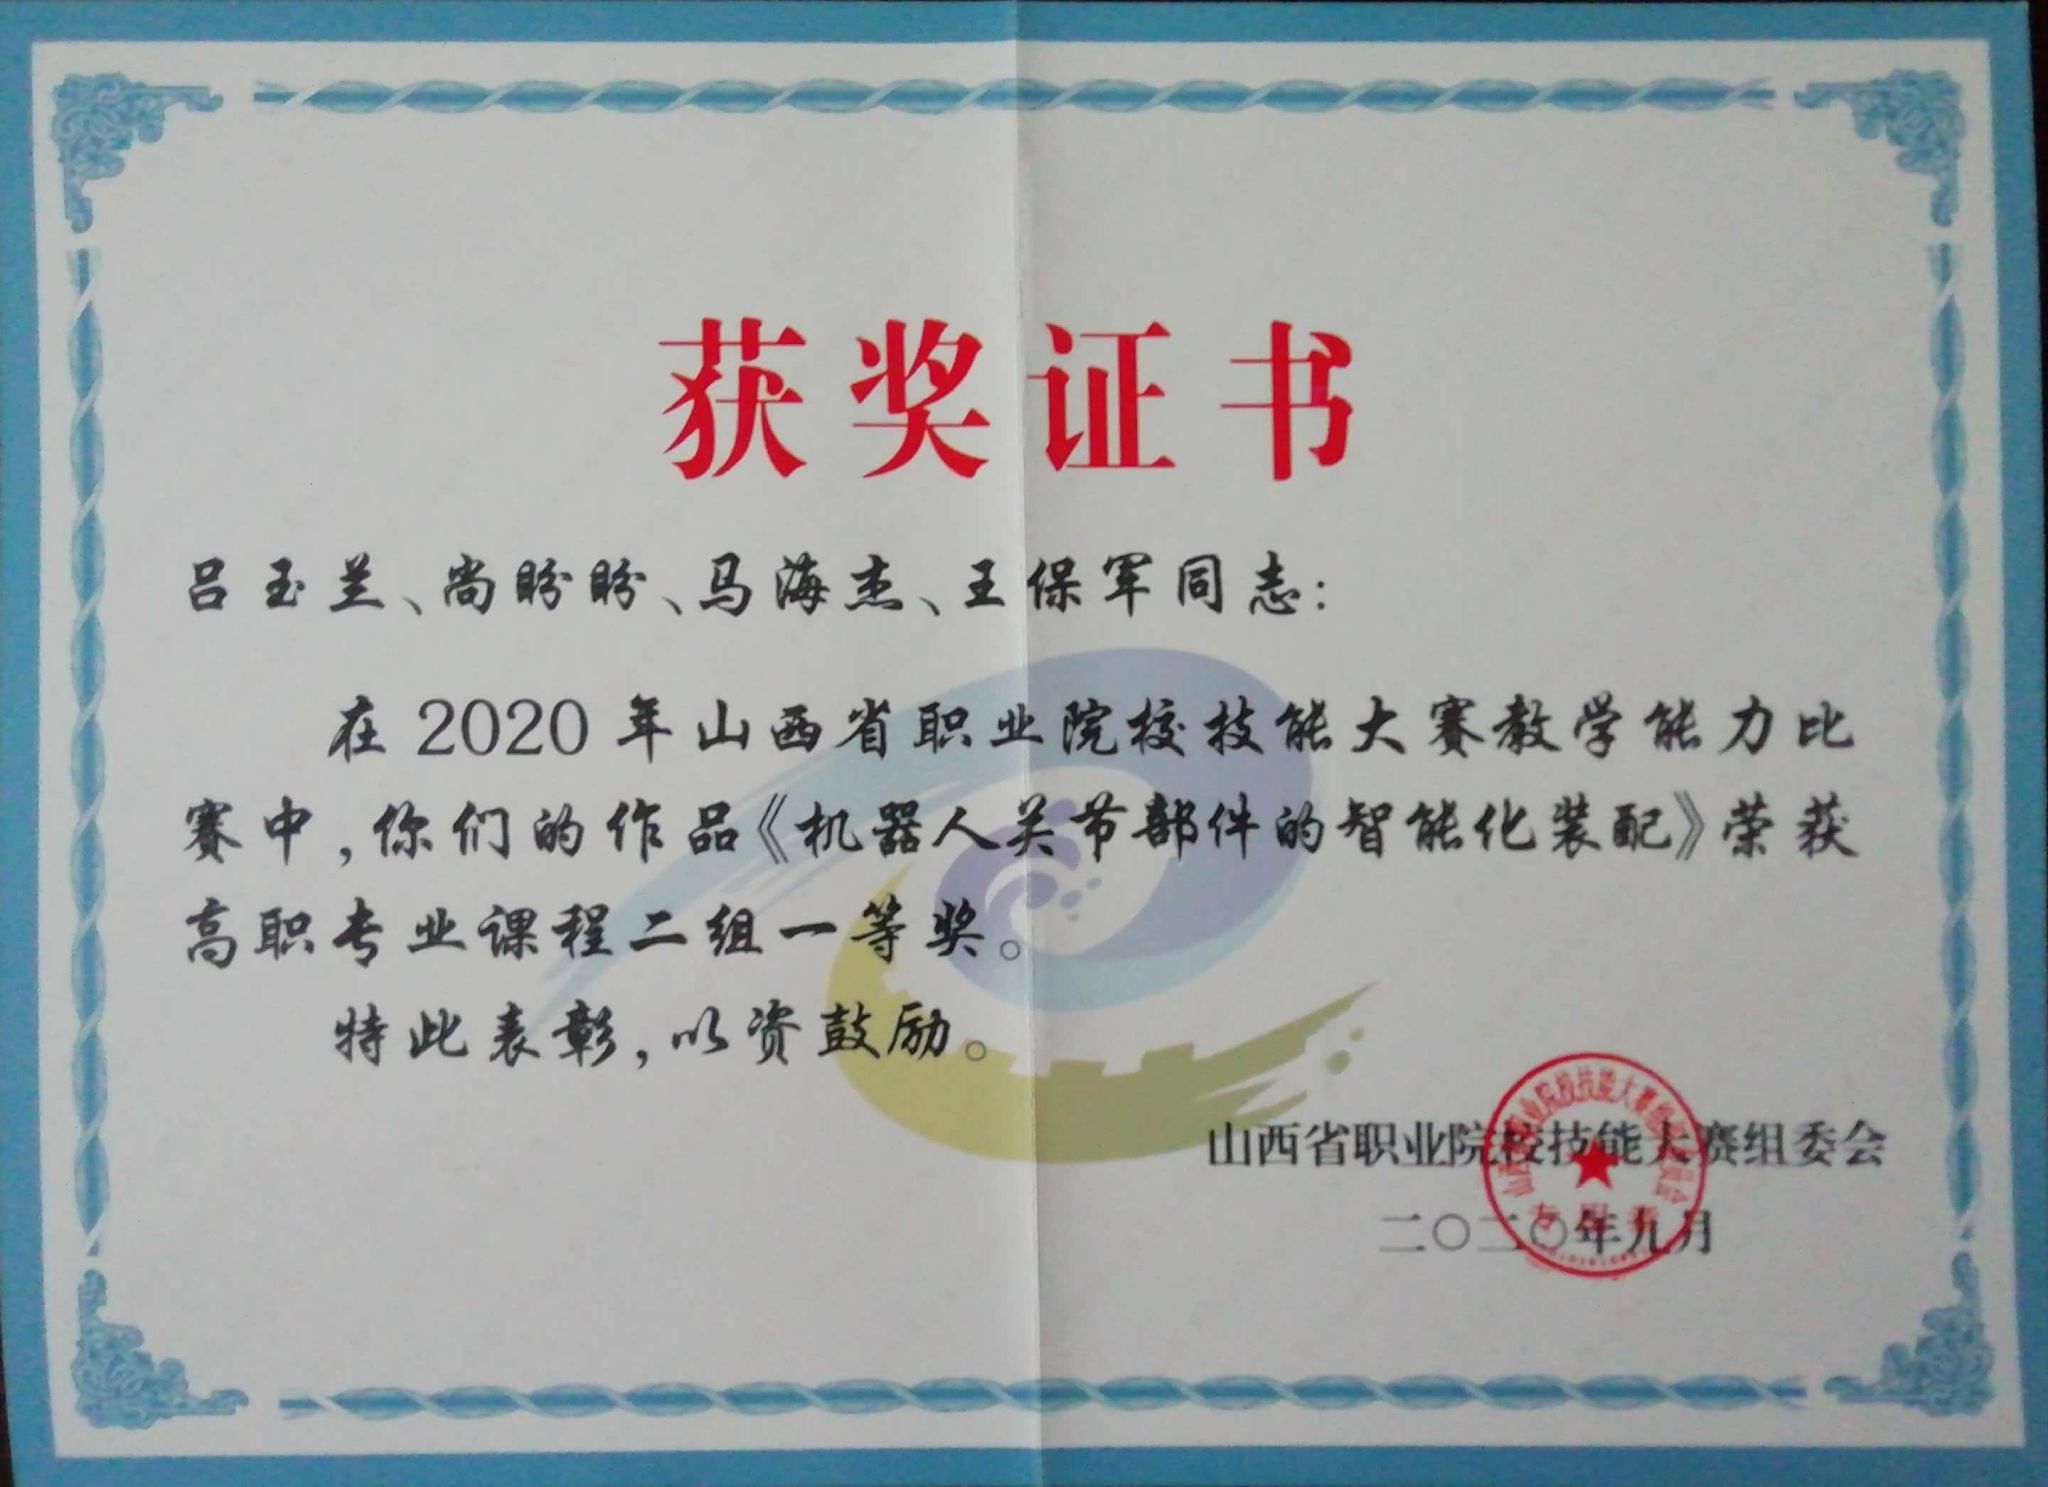 获奖证书
吕玉兰、尚盼盼、马海杰、王保军同志：
在2020年山西省职业院校技能大赛教学能力比
赛中，你们的作品《机器人关节部件的智能化装配》荣获
高职专业课程二组一等奖。
特此表彰，以资鼓励。
山西省职业院校技能大赛组委会
二〇二〇年九月